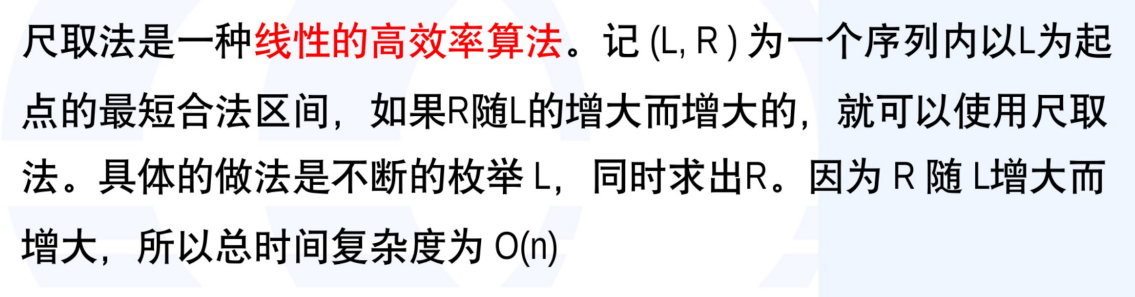 尺取法是一种线性的高效率算法。记 (L, R ) 为一个序列内以L为起
点的最短合法区间，如果R随L的增大而增大的，就可以使用尺取
法。具体的做法是不断的枚举 L，同时求出R。因为 R 随 L增大而
增大，所以总时间复杂度为 O(n)